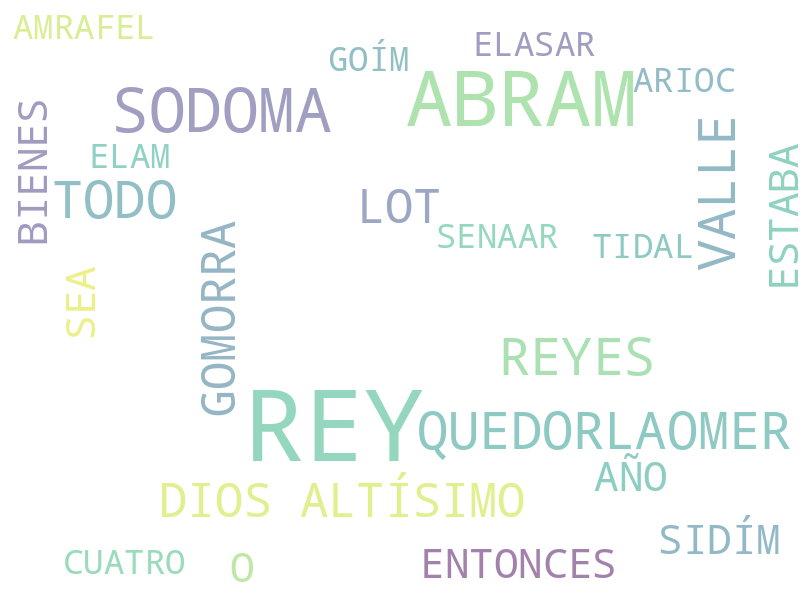 AMRAFEL
GOÍM
ELASAR
ARIOC
SODOMA
ABRAM
BIENES
ELAM
TODO
LOT
VALLE
ESTABA
SENAAR
TIDAL
SEA
GOMORRA
REYES
REY
QUEDORLAOMER
AÑO
DIOS ALTÍSIMO
SIDÍM
CUATRO
O
ENTONCES